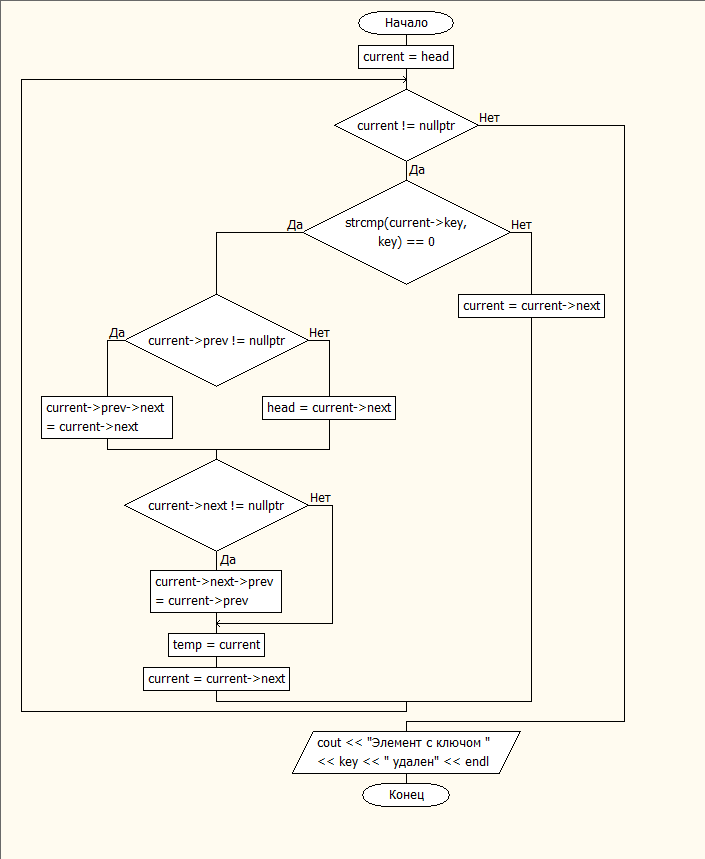 Начало
current = head
current != nullptr
Нет
Да
strcmp(current->key,
key) == 0
Да
Нет
current = current->next
current->prev != nullptr
Да
Нет
current->prev->next
= current->next
head = current->next
current->next != nullptr
Нет
Да
current->next->prev
= current->prev
temp = current
current = current->next
cout << "Элемент с ключом "
<< key << " удален" << endl
Конец